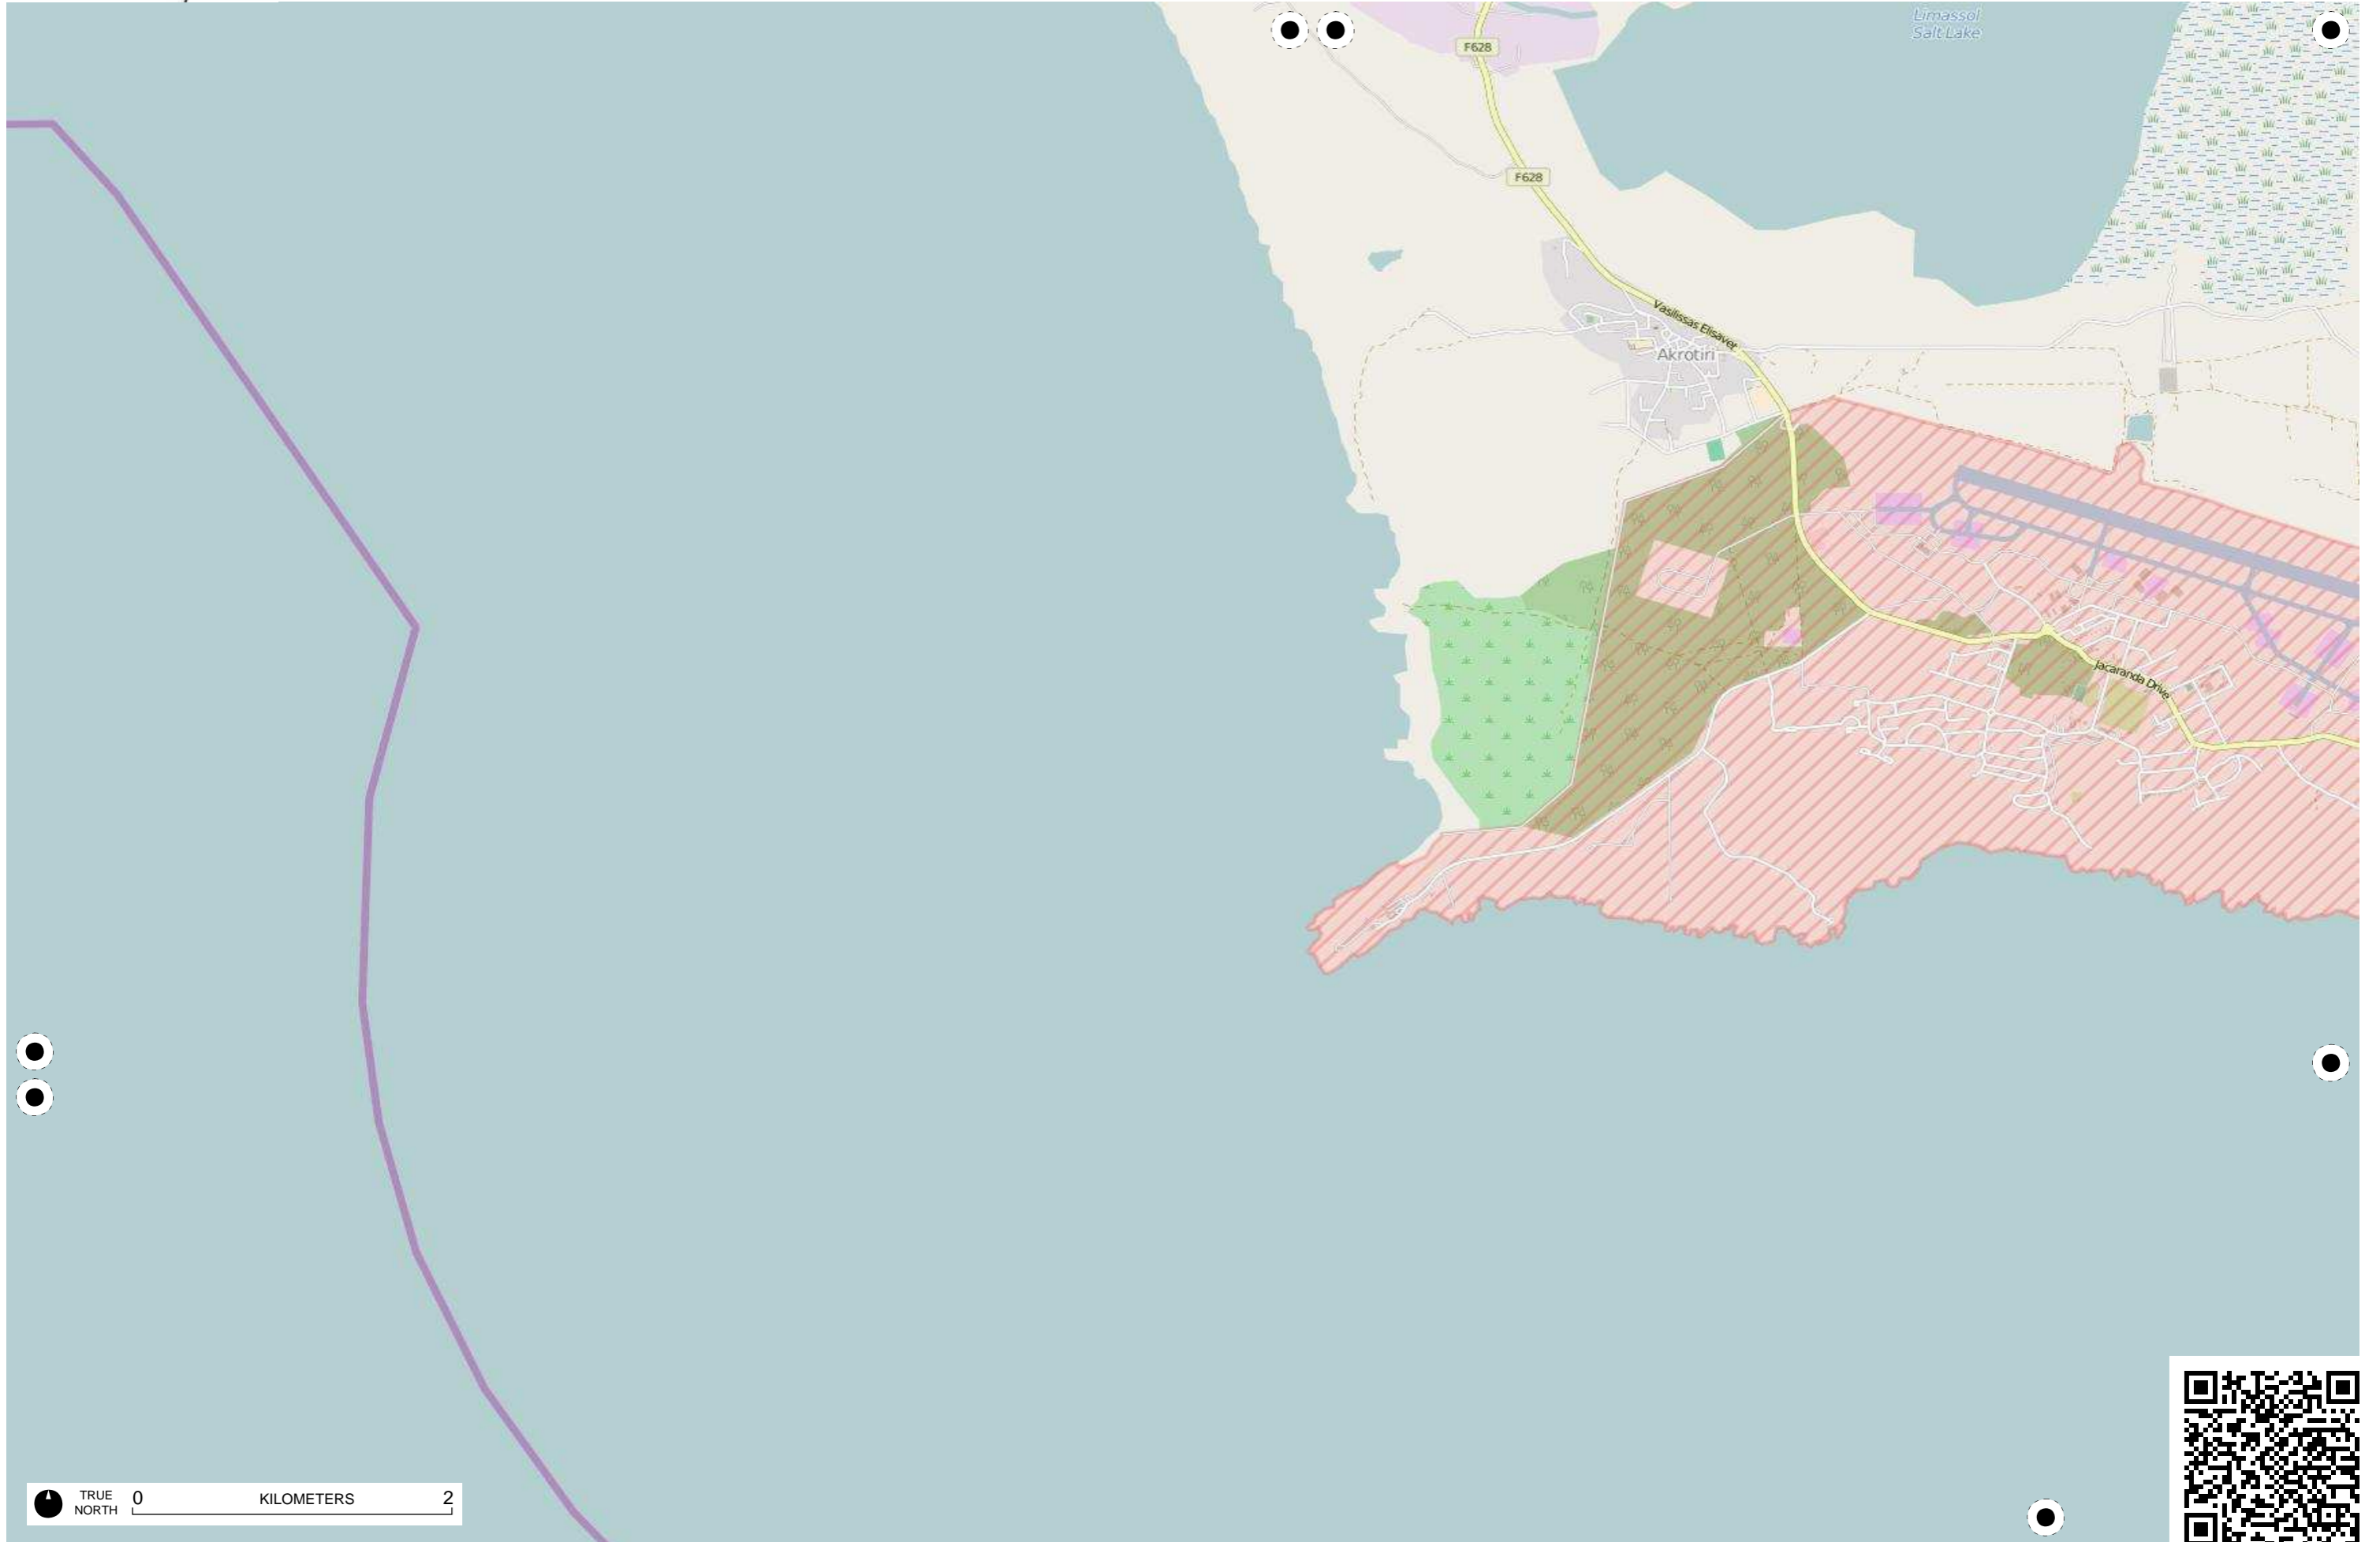 Limassol
Salt Lake
F628
F628
Vasilissas Elisavet
Akrotiri
Jacaranda Drive
TRUE
NORTH
0 KILOMETERS 2